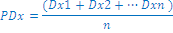 PDx = (Dx1 + Dx2 + ⋯ Dxn ) / n